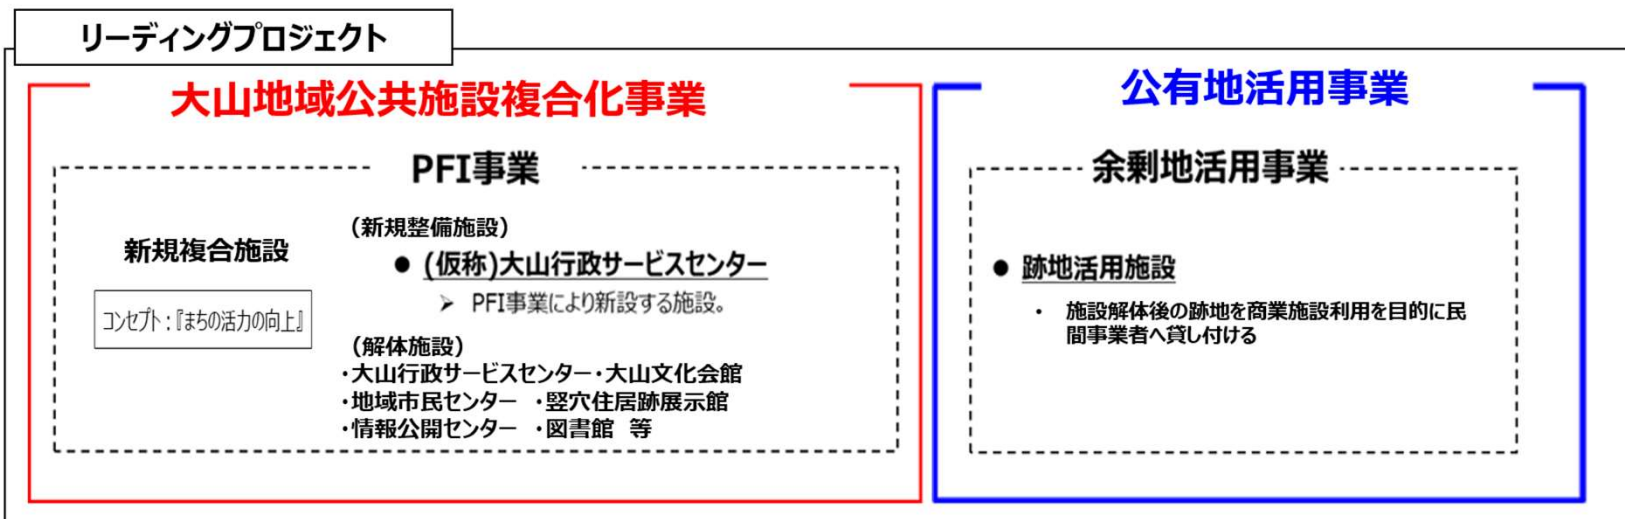 リーディングプロジェクト
大山地域公共施設複合化事業
PFI事業
新規複合施設
コンセプト：『まちの活力の向上』
（新規整備施設）
● (仮称)大山行政サービスセンター
➢ PFI事業により新設する施設。
（解体施設）
・大山行政サービスセンター・大山文化会館
・地域市民センター ・竪穴住居跡展示館
・情報公開センター ・図書館 等
公有地活用事業
余剰地活用事業
● 跡地活用施設
・ 施設解体後の跡地を商業施設利用を目的に民
間事業者へ貸し付ける